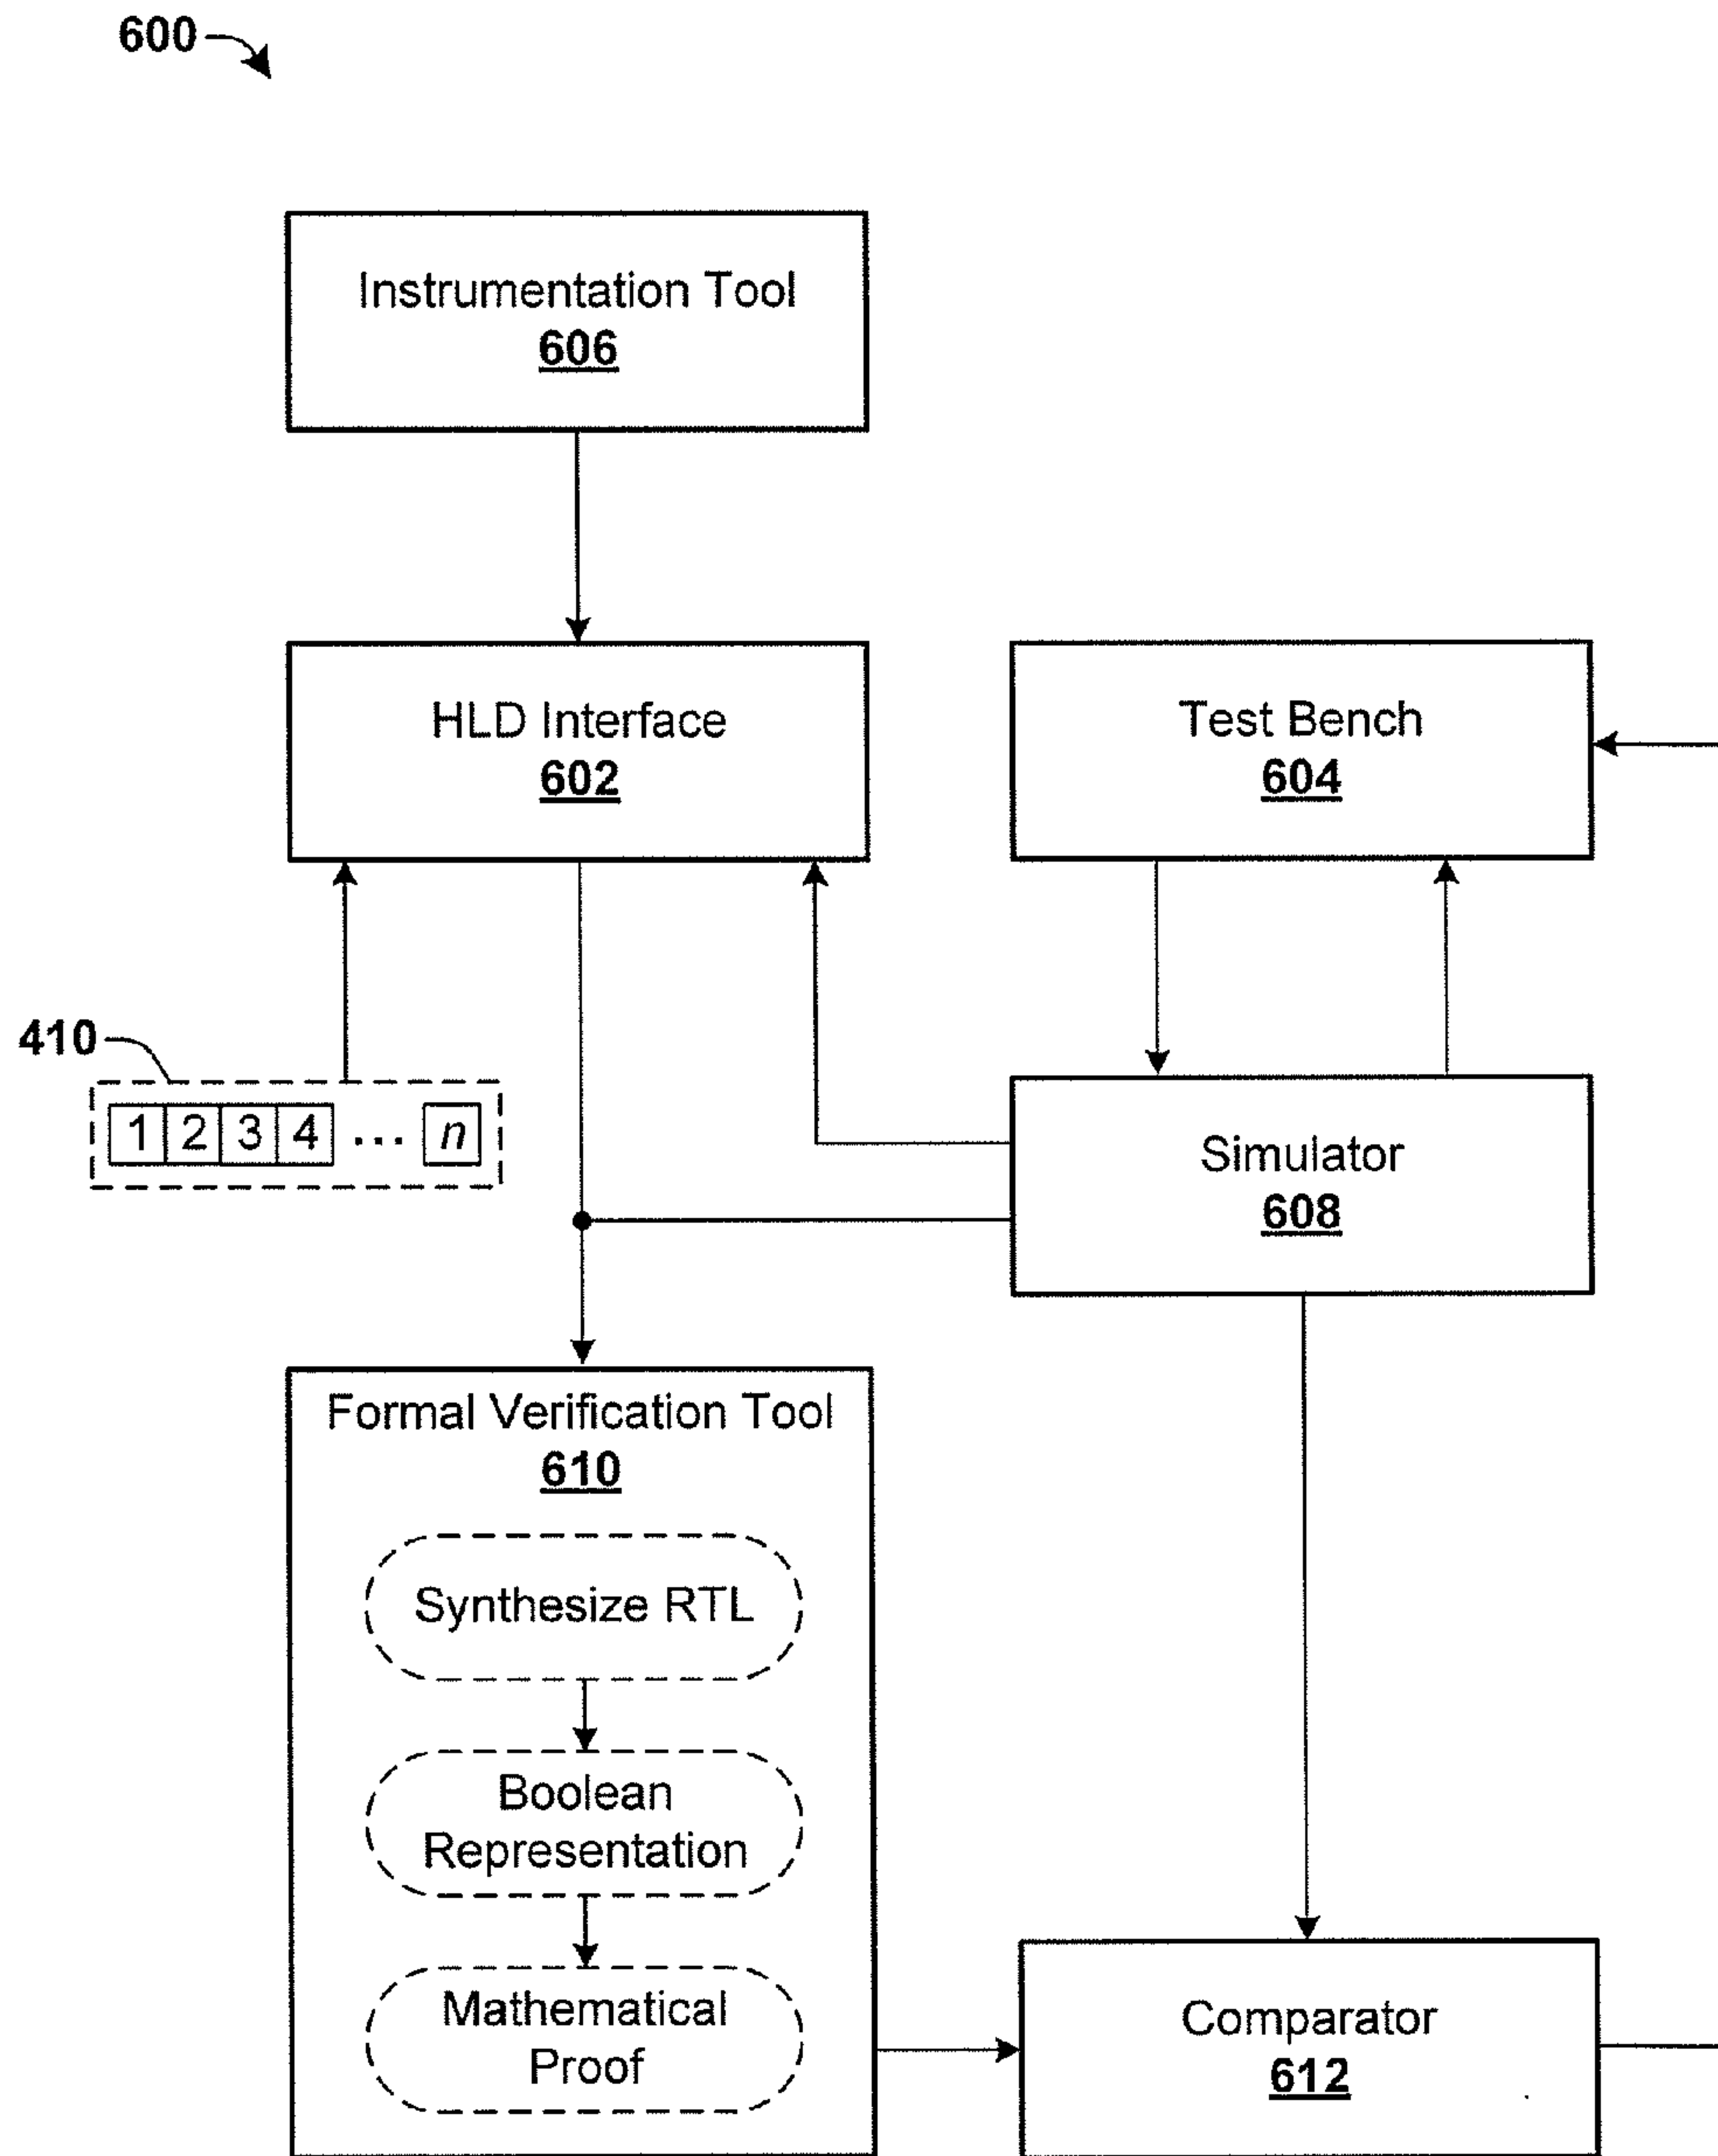 600
Instrumentation Tool
606
HLD Interface
602
Test Bench
604
410
1 2 3 4 ... n
Simulator
608
Formal Verification Tool
610
Synthesize RTL
Boolean
Representation
Mathematical
Proof
Comparator
612